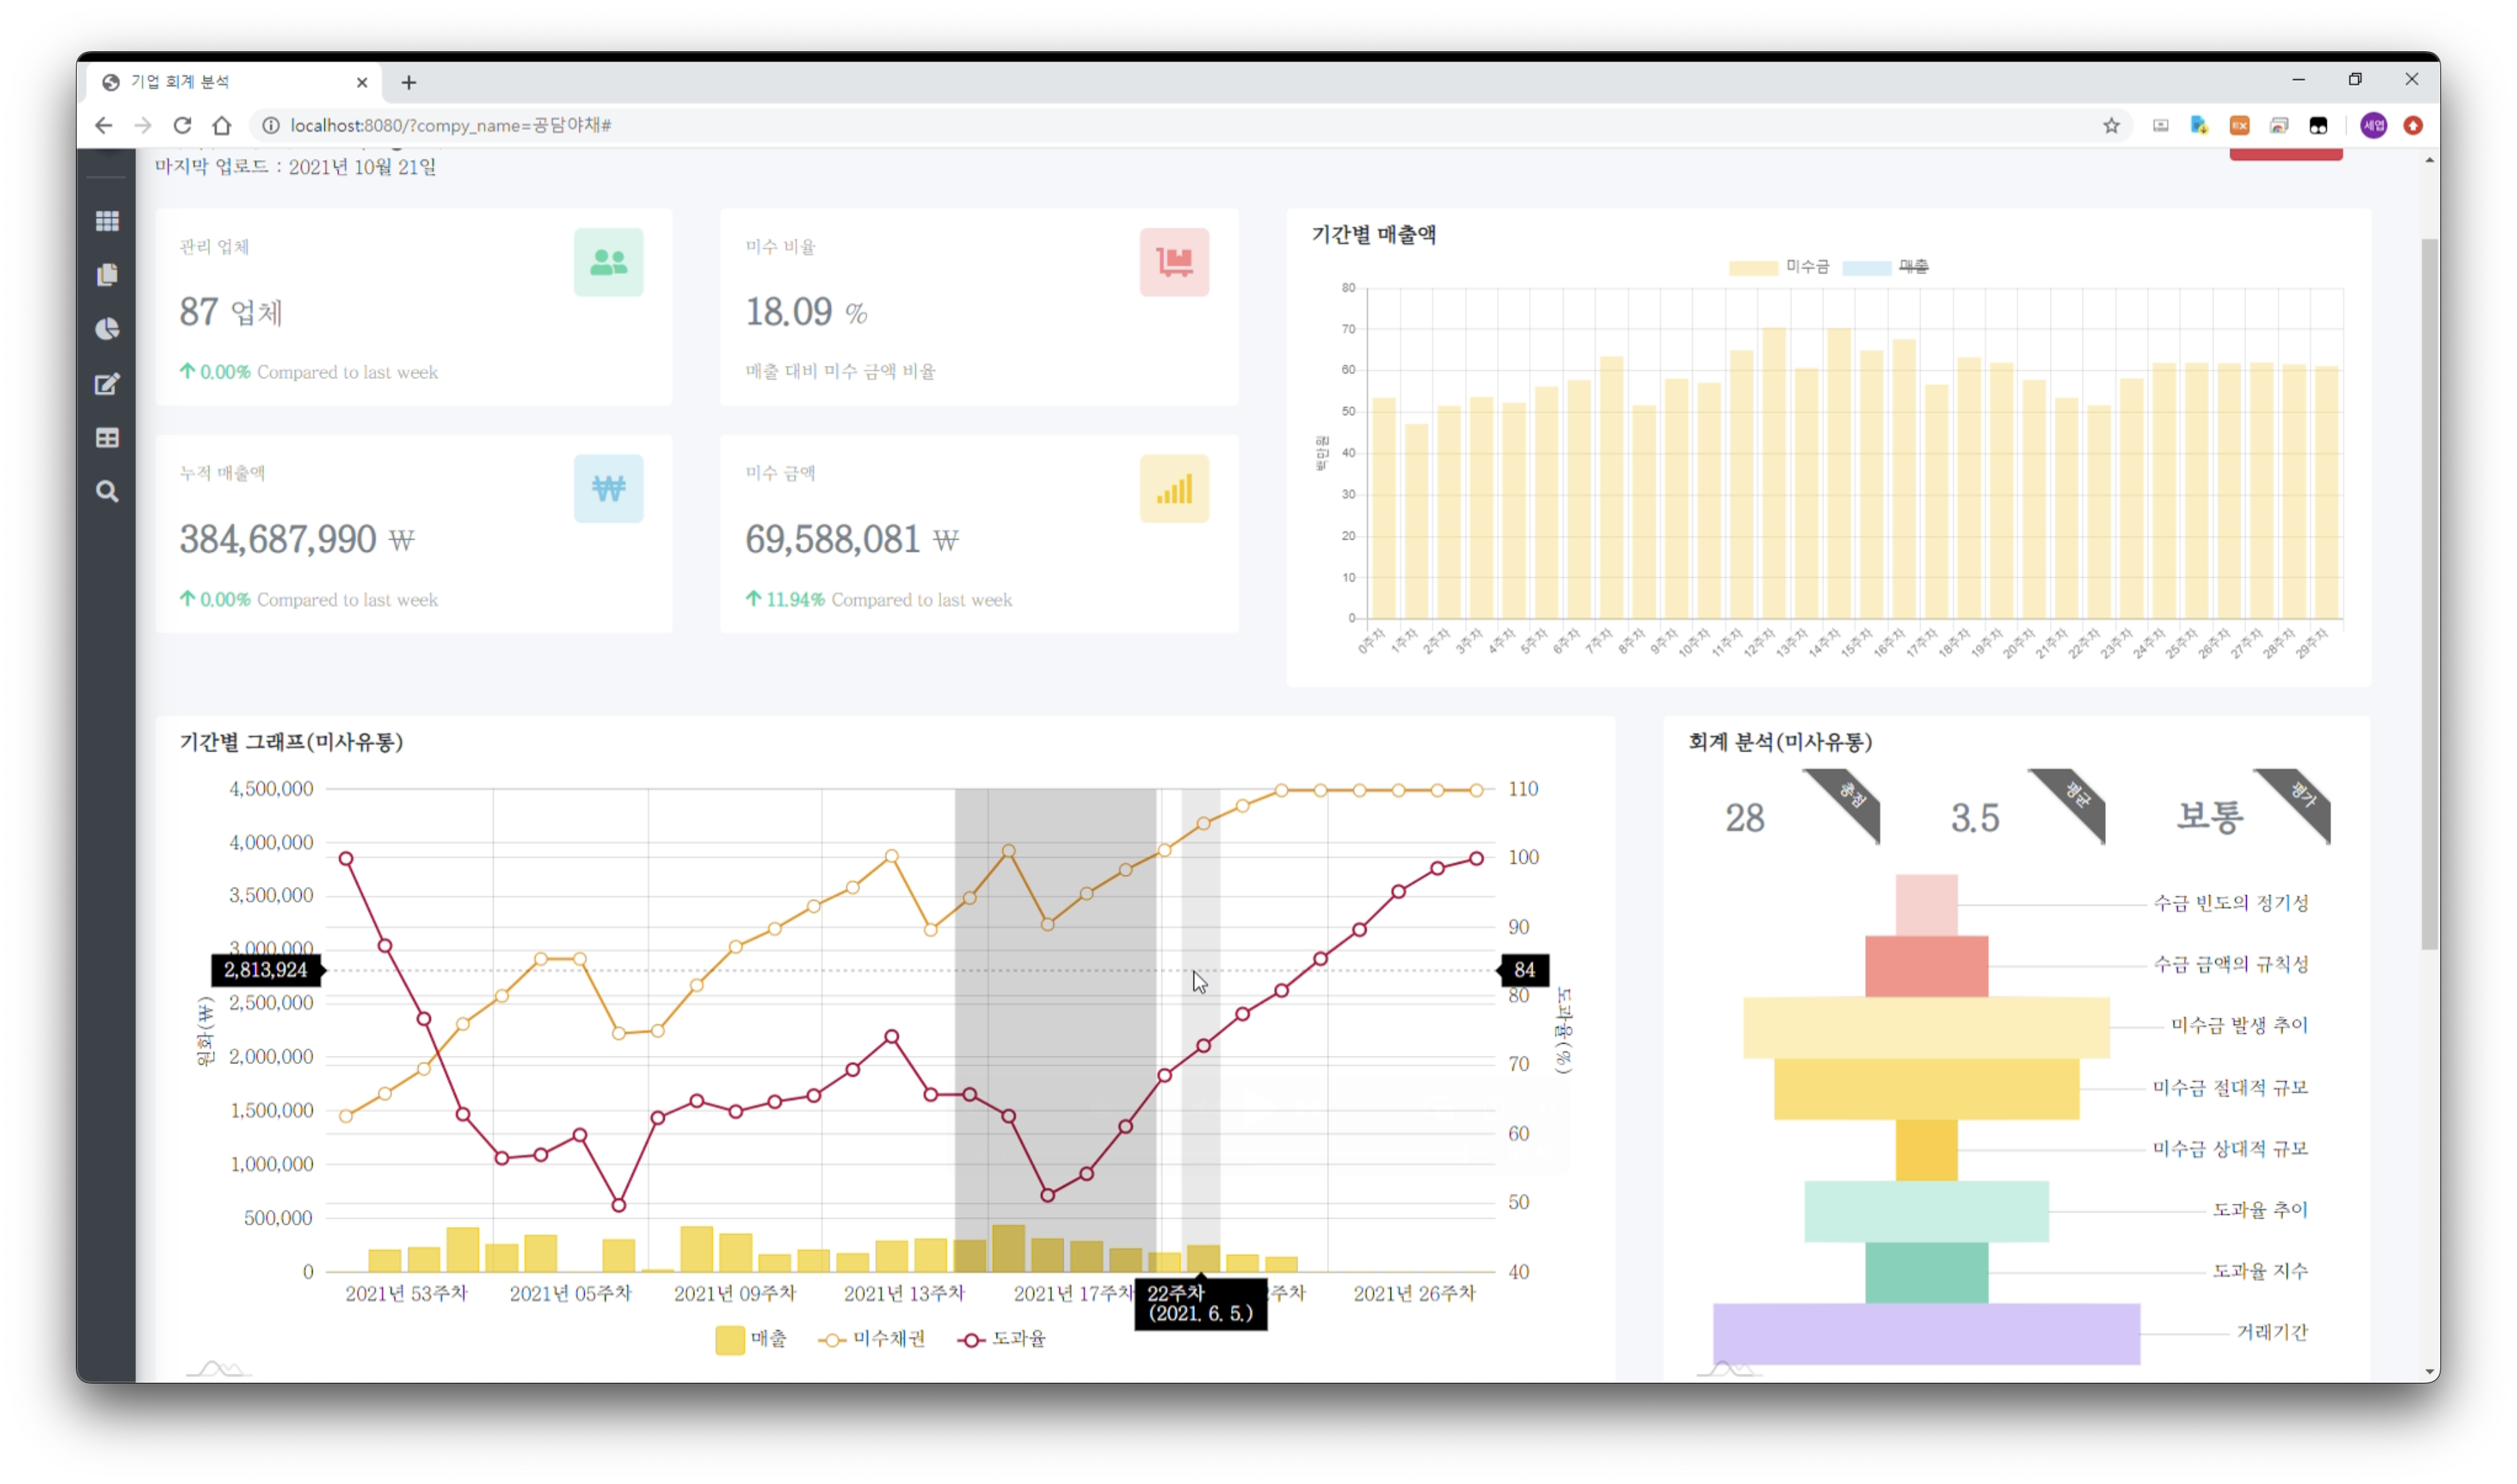 기업 회계 분석
localhost:8080/?compy_name=공담야채#
세업
마지막 업로드 : 2021년 10월 21일
관리 업체
87 업체
0.00% Compared to last week
미수 비율
18.09 %
매출 대비 미수 금액 비율
누적 매출액
384,687,990 ₩
0.00% Compared to last week
미수 금액
69,588,081 ₩
11.94% Compared to last week
기간별 매출액
미수금 매출
80
70
60
50
40
30
20
10
0
백만원
0주차 1주차 2주차 3주차 4주차 5주차 6주차 7주차 8주차 9주차 10주차 11주차 12주차 13주차 14주차 15주차 16주차 17주차 18주차 19주차 20주차 21주차 22주차 23주차 24주차 25주차 26주차 27주차 28주차 29주차
기간별 그래프(미사유통)
4,500,000
4,000,000
3,500,000
3,000,000
2,813,924
2,500,000
2,000,000
1,500,000
1,000,000
500,000
0
원화(₩)
110
100
90
84
80
70
60
50
40
도과율(%)
2021년 53주차 2021년 05주차 2021년 09주차 2021년 13주차 2021년 17주차 주차 2021년 26주차
22주차
(2021. 6. 5.)
매출 미수채권 도과율
회계 분석(미사유통)
28 총점
3.5 평균
보통 평가
수금 빈도의 정기성
수금 금액의 규칙성
미수금 발생 추이
미수금 절대적 규모
미수금 상대적 규모
도과율 추이
도과율 지수
거래기간